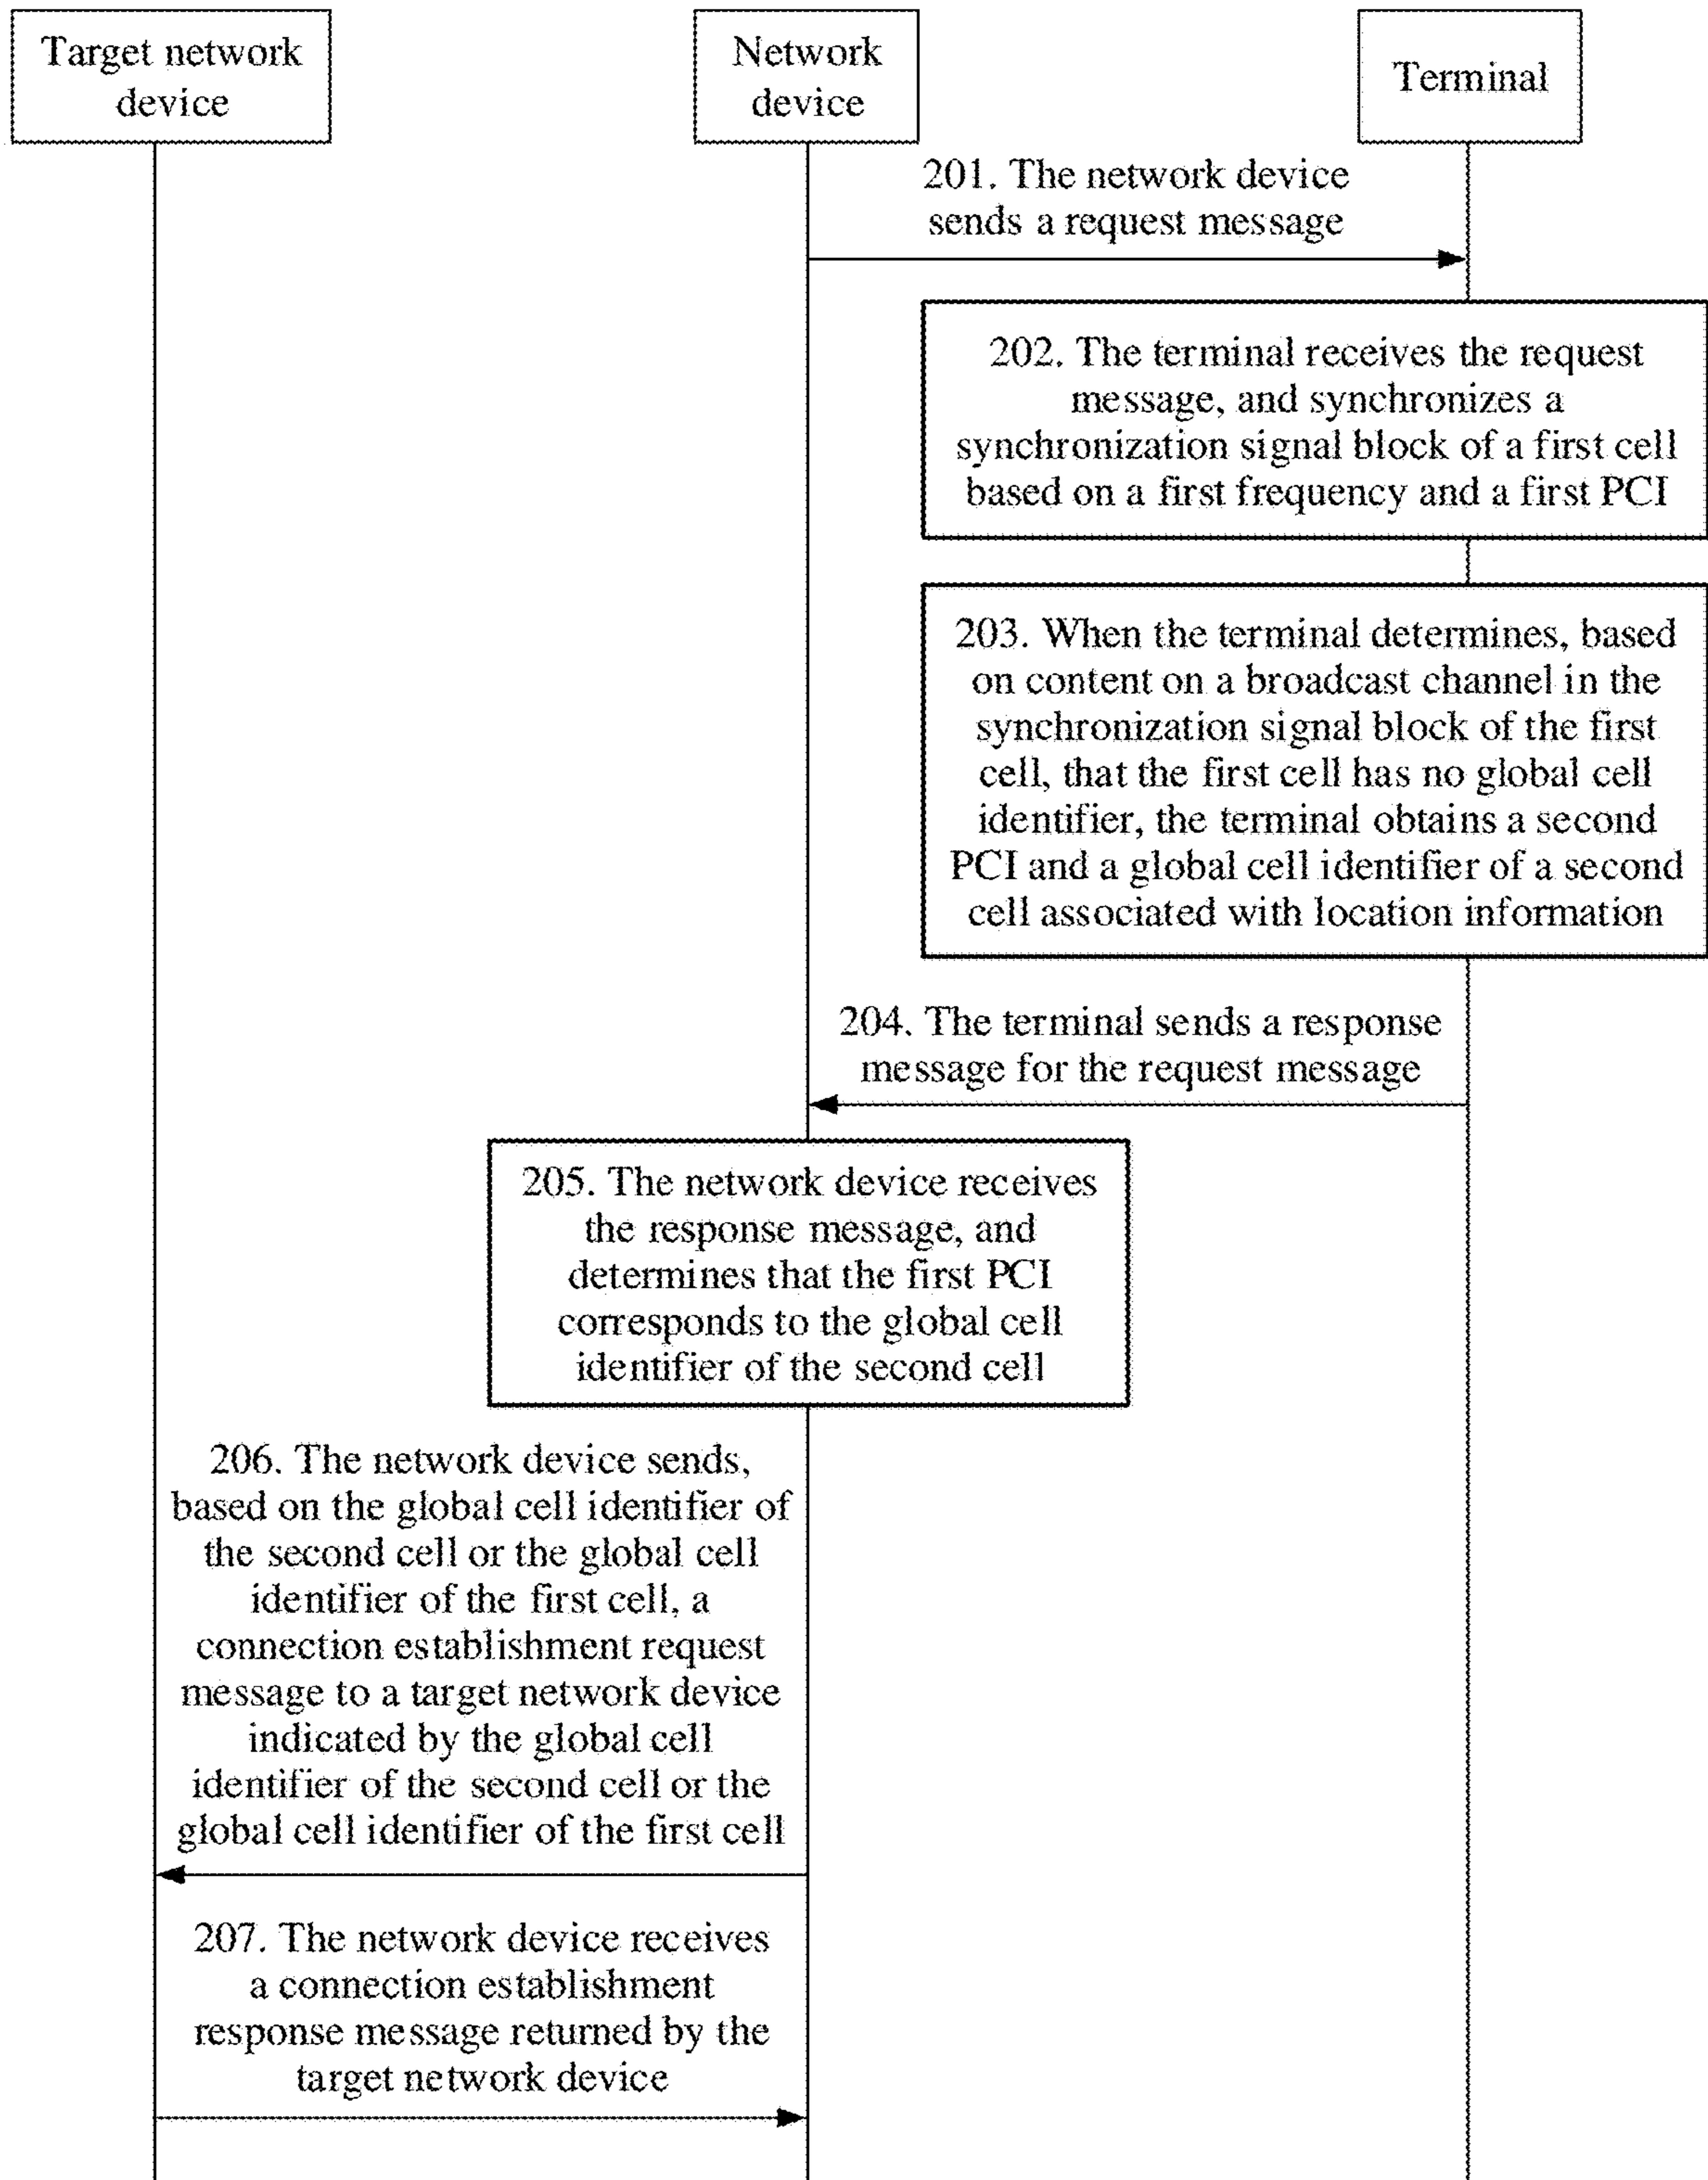 Target network
device
Network
device
Terminal
201. The network device
sends a request message
202. The terminal receives the request
message, and synchronizes a
synchronization signal block of a first cell
based on a first frequency and a first PCI
203. When the terminal determines, based
on content on a broadcast channel in the
synchronization signal block of the first
cell, that the first cell has no global cell
identifier, the terminal obtains a second
PCI and a global cell identifier of a second
cell associated with location information
204. The terminal sends a response
message for the request message
205. The network device receives
the response message, and
determines that the first PCI
corresponds to the global cell
identifier of the second cell
206. The network device sends,
based on the global cell identifier of
the second cell or the global cell
identifier of the first cell, a
connection establishment request
message to a target network device
indicated by the global cell
identifier of the second cell or the
global cell identifier of the first cell
207. The network device receives
a connection establishment
response message returned by the
target network device